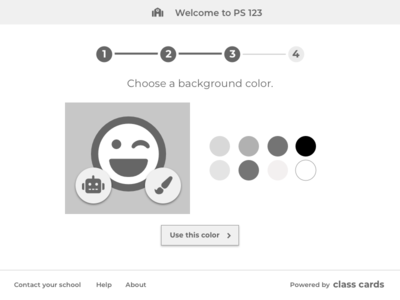 Welcome to PS 123
1 2 3 4
Choose a background color.
Use this color
Contact your school Help About Powered by class cards